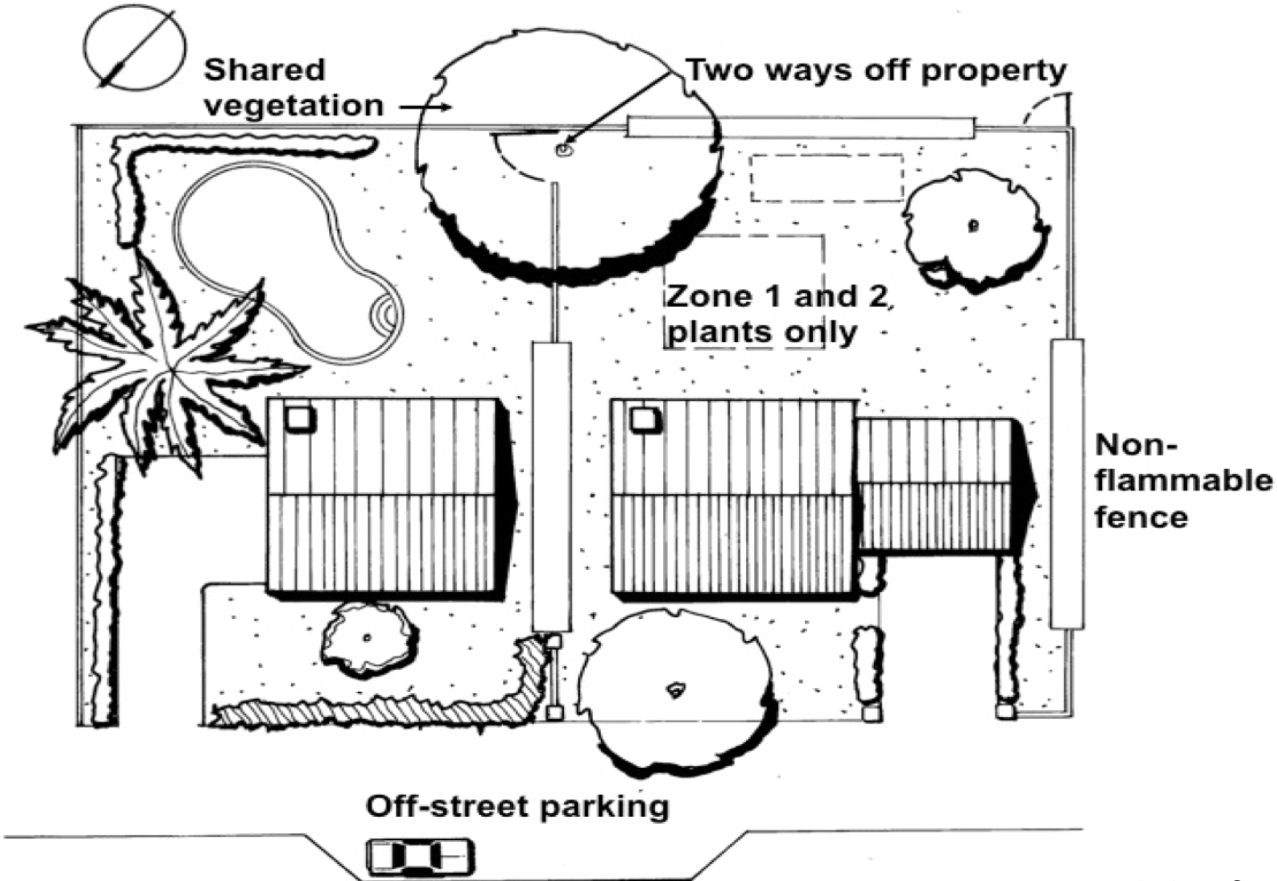 Shared
vegetation
Two ways off property
Zone 1 and 2
plants only
Non-
flammable
fence
Off-street parking